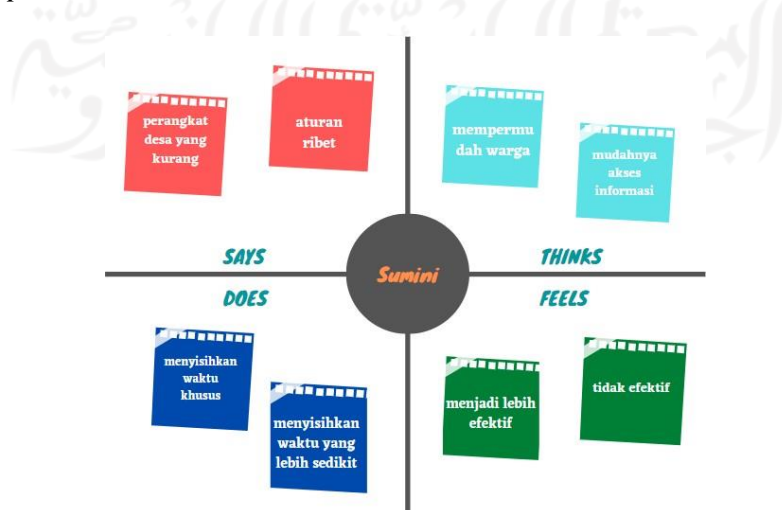 perangkat
desa yang
kurang
aturan
ribet
mempermu
dah warga
mudahnya
akses
informasi
SAYS
THINKS
Sumini
DOES
FEELS
menyisihkan
waktu
khusus
menyisihkan
waktu yang
lebih sedikit
menjadi lebih
efektif
tidak efektif